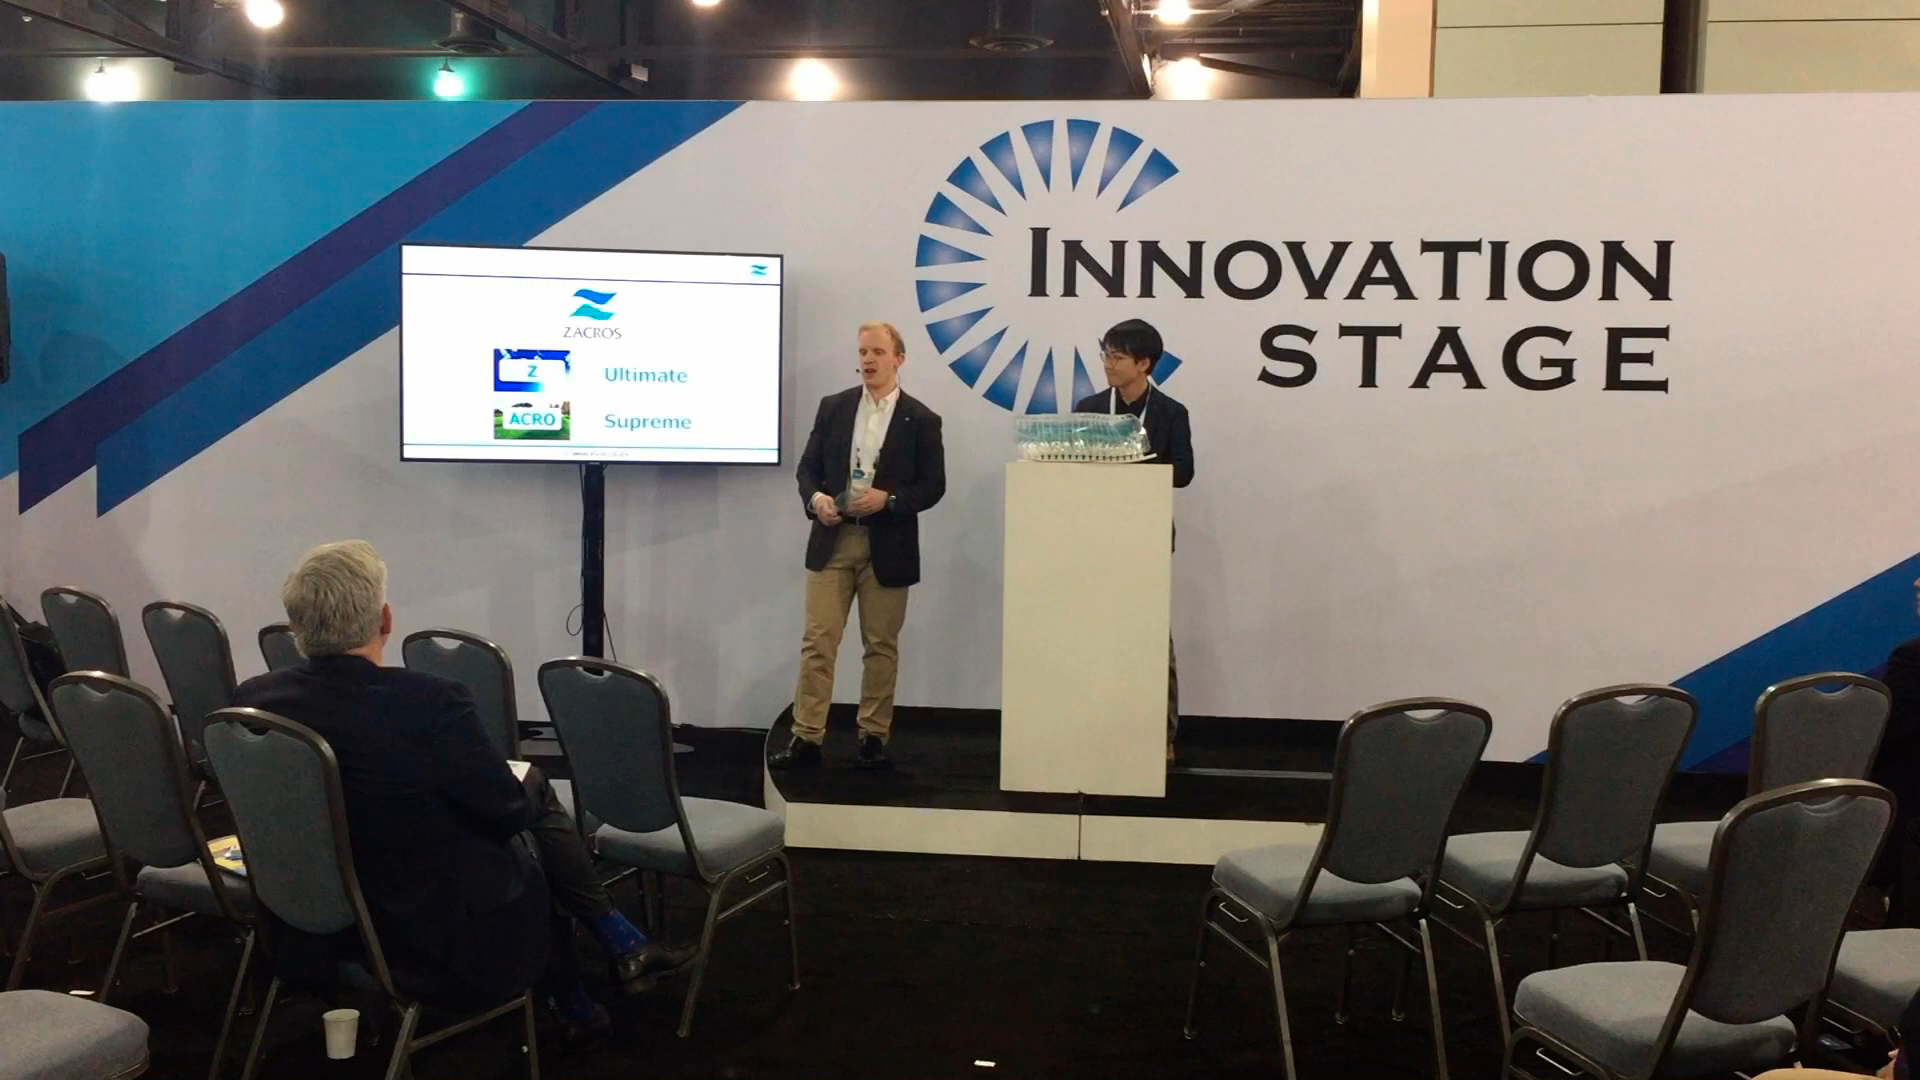 ZACROS
Z
Ultimate
ACRO
Supreme
INNOVATION
STAGE